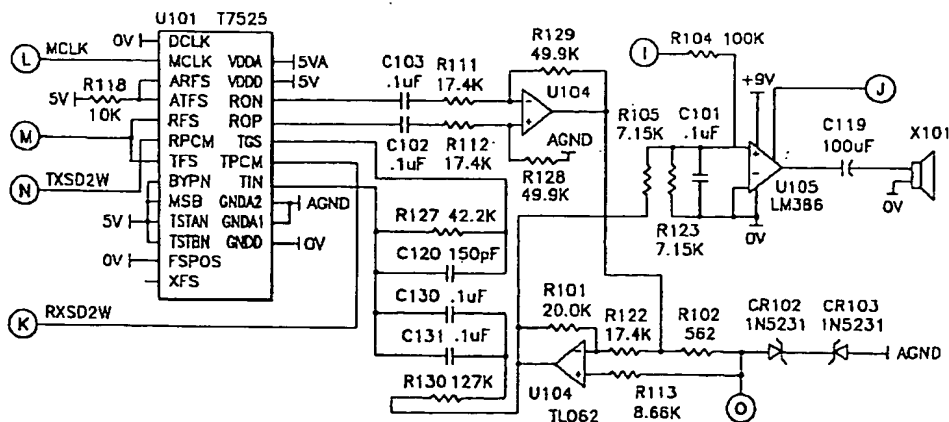 U101 T7525
0V DCLK
L MCLK MCLK VDDA 5VA
ARFS VDDD 5V
R118
5V ATFS RON
10K
RFS ROP
M
RPCM TGS
TFS TPCM
N TXSD2W
BYPN TIN
MSB GNDA2 AGND
5V TSTAN GNDA1
TSTBN GNDD 0V
0V FSPOS
XFS
K RXSD2W
C103
.1uF
R111
17.4K
R129
49.9K
U104
C102
.1uF
R112
17.4K
AGND
R128
49.9K
R127 42.2K
C120 150pF
C130 .1uF
C131 .1uF
R130 127K
I R104 100K
+9V
J
R105
7.15K
C101
.1uF
C119
100uF
X101
0V
U105
LM386
R123
7.15K
0V
R101
20.0K
R122
17.4K
R102
562
CR102
1N5231
CR103
1N5231
AGND
U104
TL062
R113
8.66K
O